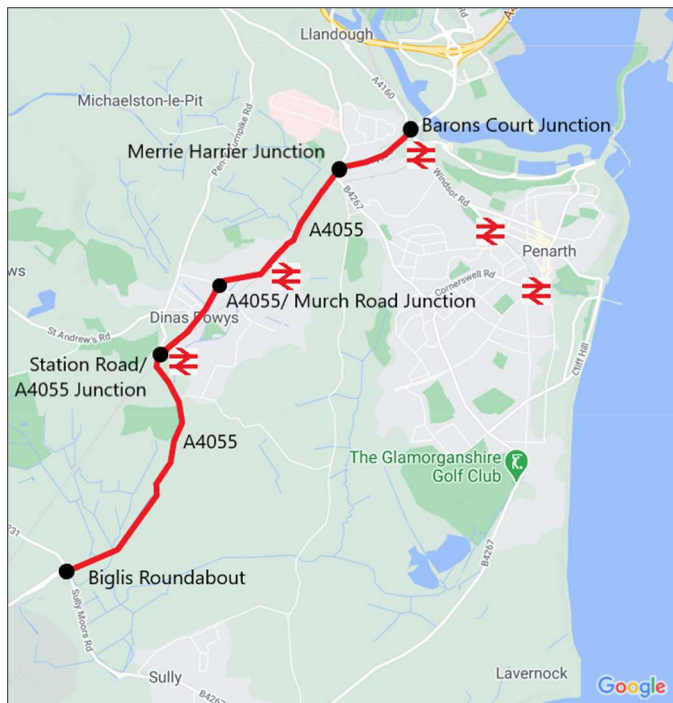 Llandough
A4160
Michaelston-le-Pit
Barons Court Junction
Merrie Harrier Junction
B4267
Windsor Rd
A4055
Penarth
Cornerswell Rd
A4055/ Murch Road Junction
Dinas Powys
St Andrew's Rd
Cliff Hill
Station Road/
A4055 Junction
A4055
The Glamorganshire
Golf Club
B4267
Biglis Roundabout
Sully Moors Rd
Sully
B4267
Lavernock
Google